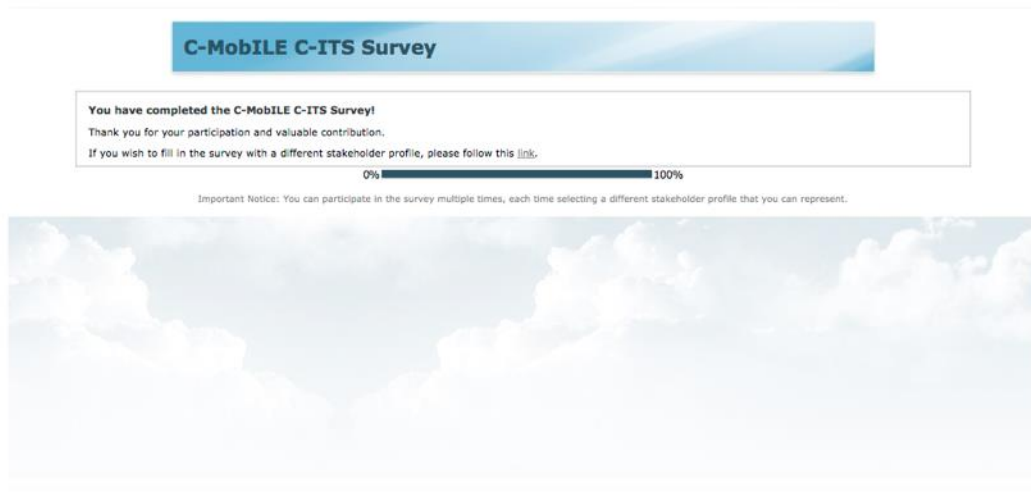 C-MobILE C-ITS Survey
You have completed the C-MobILE C-ITS Survey!
Thank you for your participation and valuable contribution.
If you wish to fill in the survey with a different stakeholder profile, please follow this link.
0% 100%
Important Notice: You can participate in the survey multiple times, each time selecting a different stakeholder profile that you can represent.